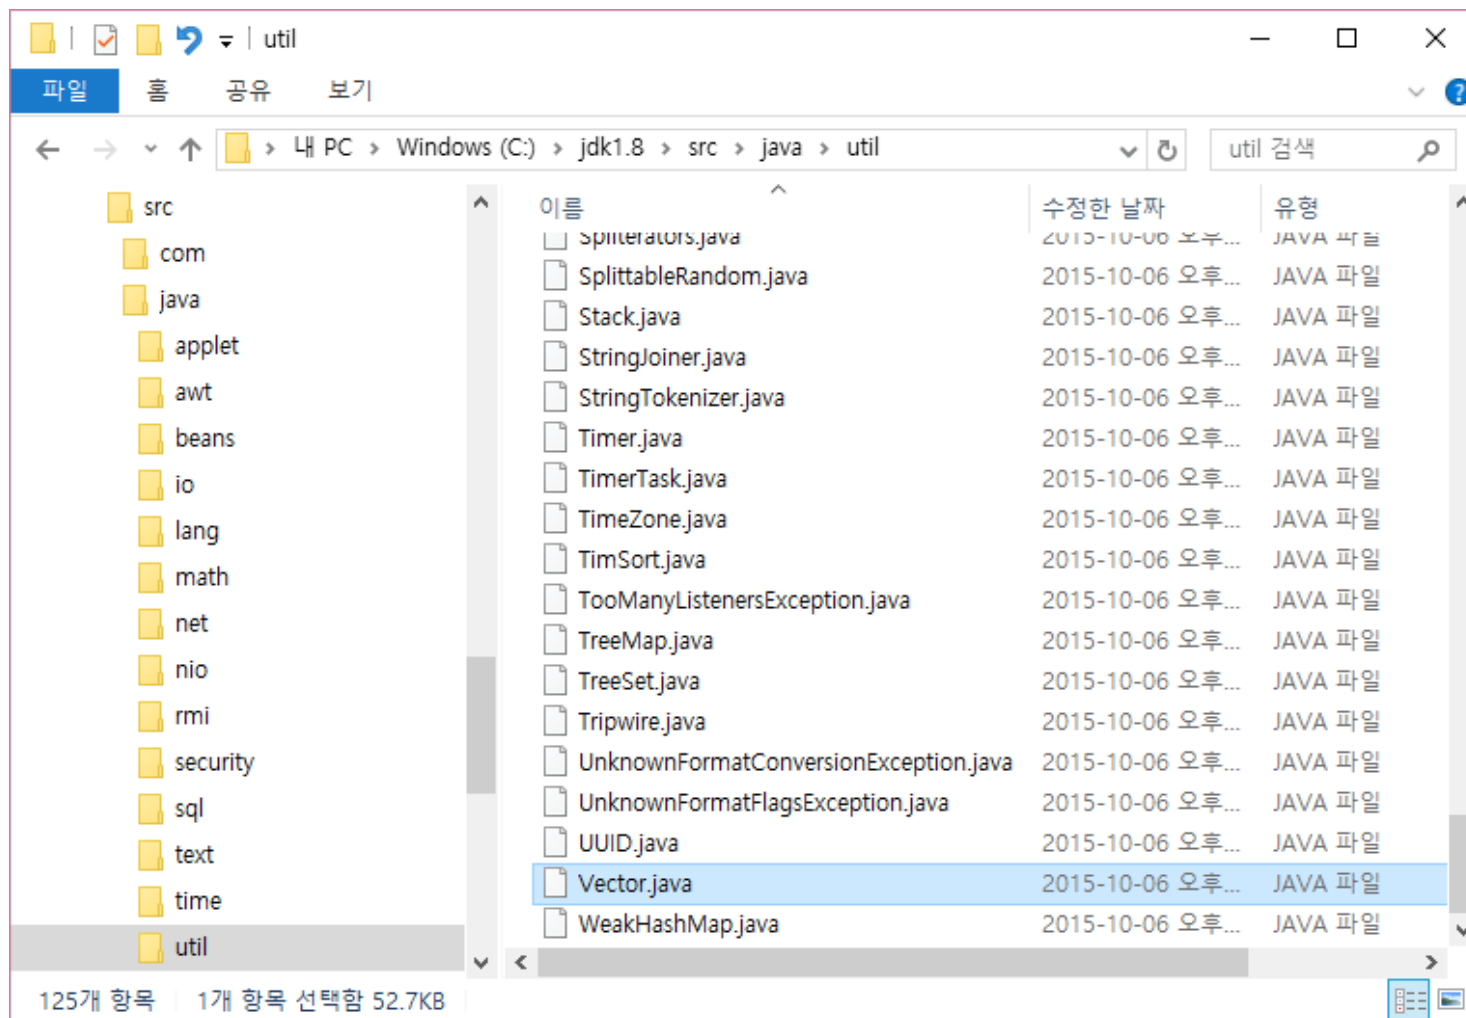 util
파일 홈 공유 보기
내 PC > Windows (C:) > jdk1.8 > src > java > util
util 검색
src
com
java
applet
awt
beans
io
lang
math
net
nio
rmi
security
sql
text
time
util
이름 수정한 날짜 유형
Spliterators.java 2015-10-06 오후... JAVA 파일
SplittableRandom.java 2015-10-06 오후... JAVA 파일
Stack.java 2015-10-06 오후... JAVA 파일
StringJoiner.java 2015-10-06 오후... JAVA 파일
StringTokenizer.java 2015-10-06 오후... JAVA 파일
Timer.java 2015-10-06 오후... JAVA 파일
TimerTask.java 2015-10-06 오후... JAVA 파일
TimeZone.java 2015-10-06 오후... JAVA 파일
TimSort.java 2015-10-06 오후... JAVA 파일
TooManyListenersException.java 2015-10-06 오후... JAVA 파일
TreeMap.java 2015-10-06 오후... JAVA 파일
TreeSet.java 2015-10-06 오후... JAVA 파일
Tripwire.java 2015-10-06 오후... JAVA 파일
UnknownFormatConversionException.java 2015-10-06 오후... JAVA 파일
UnknownFormatFlagsException.java 2015-10-06 오후... JAVA 파일
UUID.java 2015-10-06 오후... JAVA 파일
Vector.java 2015-10-06 오후... JAVA 파일
WeakHashMap.java 2015-10-06 오후... JAVA 파일
125개 항목 1개 항목 선택함 52.7KB